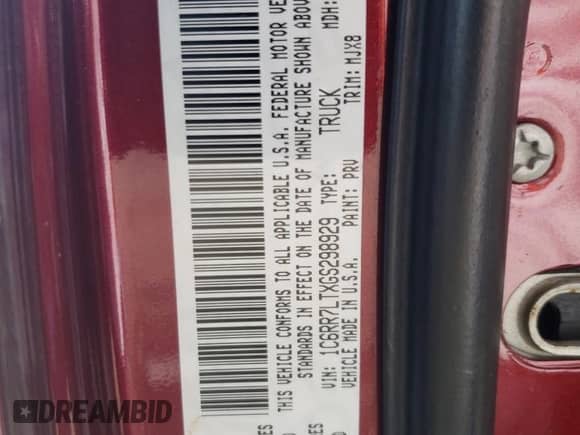 THIS VEHICLE CONFORMS TO ALL APPLICABLE U.S.A. FEDERAL MOTOR VE
STANDARDS IN EFFECT ON THE DATE OF MANUFACTURE SHOWN ABOV
VIN: 1C6RR7LTXGS298929 TYPE: TRUCK MDH:
VEHICLE MADE IN U.S.A. PAINT: PRV TRIM: MJX8
DREAMBID